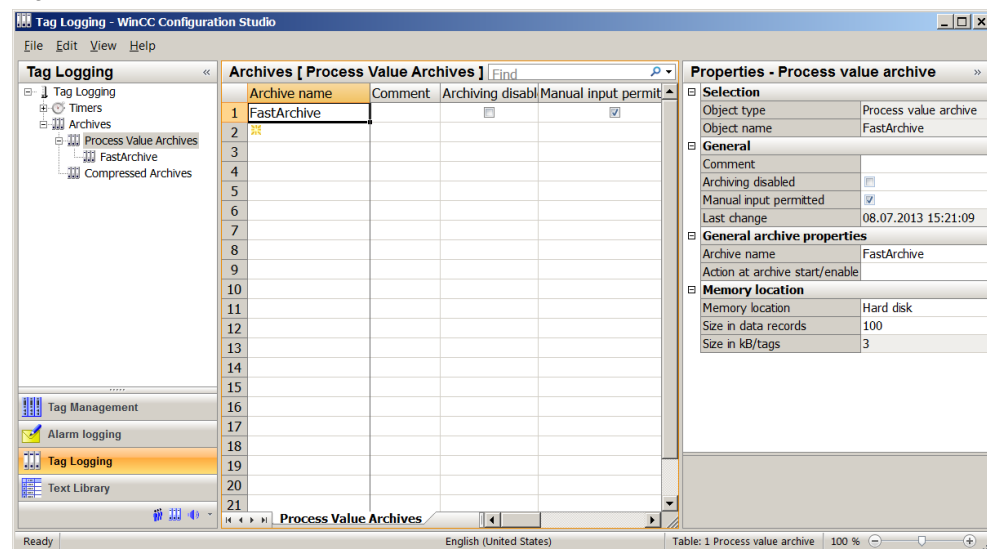 Tag Logging - WinCC Configuration Studio
File Edit View Help
Tag Logging «
Tag Logging
Timers
Archives
Process Value Archives
FastArchive
Compressed Archives
Tag Management
Alarm logging
Tag Logging
Text Library
Archives [ Process Value Archives ] Find
Archive name Comment Archiving disabl Manual input permit
1 FastArchive
2
3
4
5
6
7
8
9
10
11
12
13
14
15
16
17
18
19
20
21
Process Value Archives
Properties - Process value archive »
Selection
Object type Process value archive
Object name FastArchive
General
Comment
Archiving disabled
Manual input permitted
Last change 08.07.2013 15:21:09
General archive properties
Archive name FastArchive
Action at archive start/enable
Memory location
Memory location Hard disk
Size in data records 100
Size in kB/tags 3
Ready English (United States) Table: 1 Process value archive 100 %